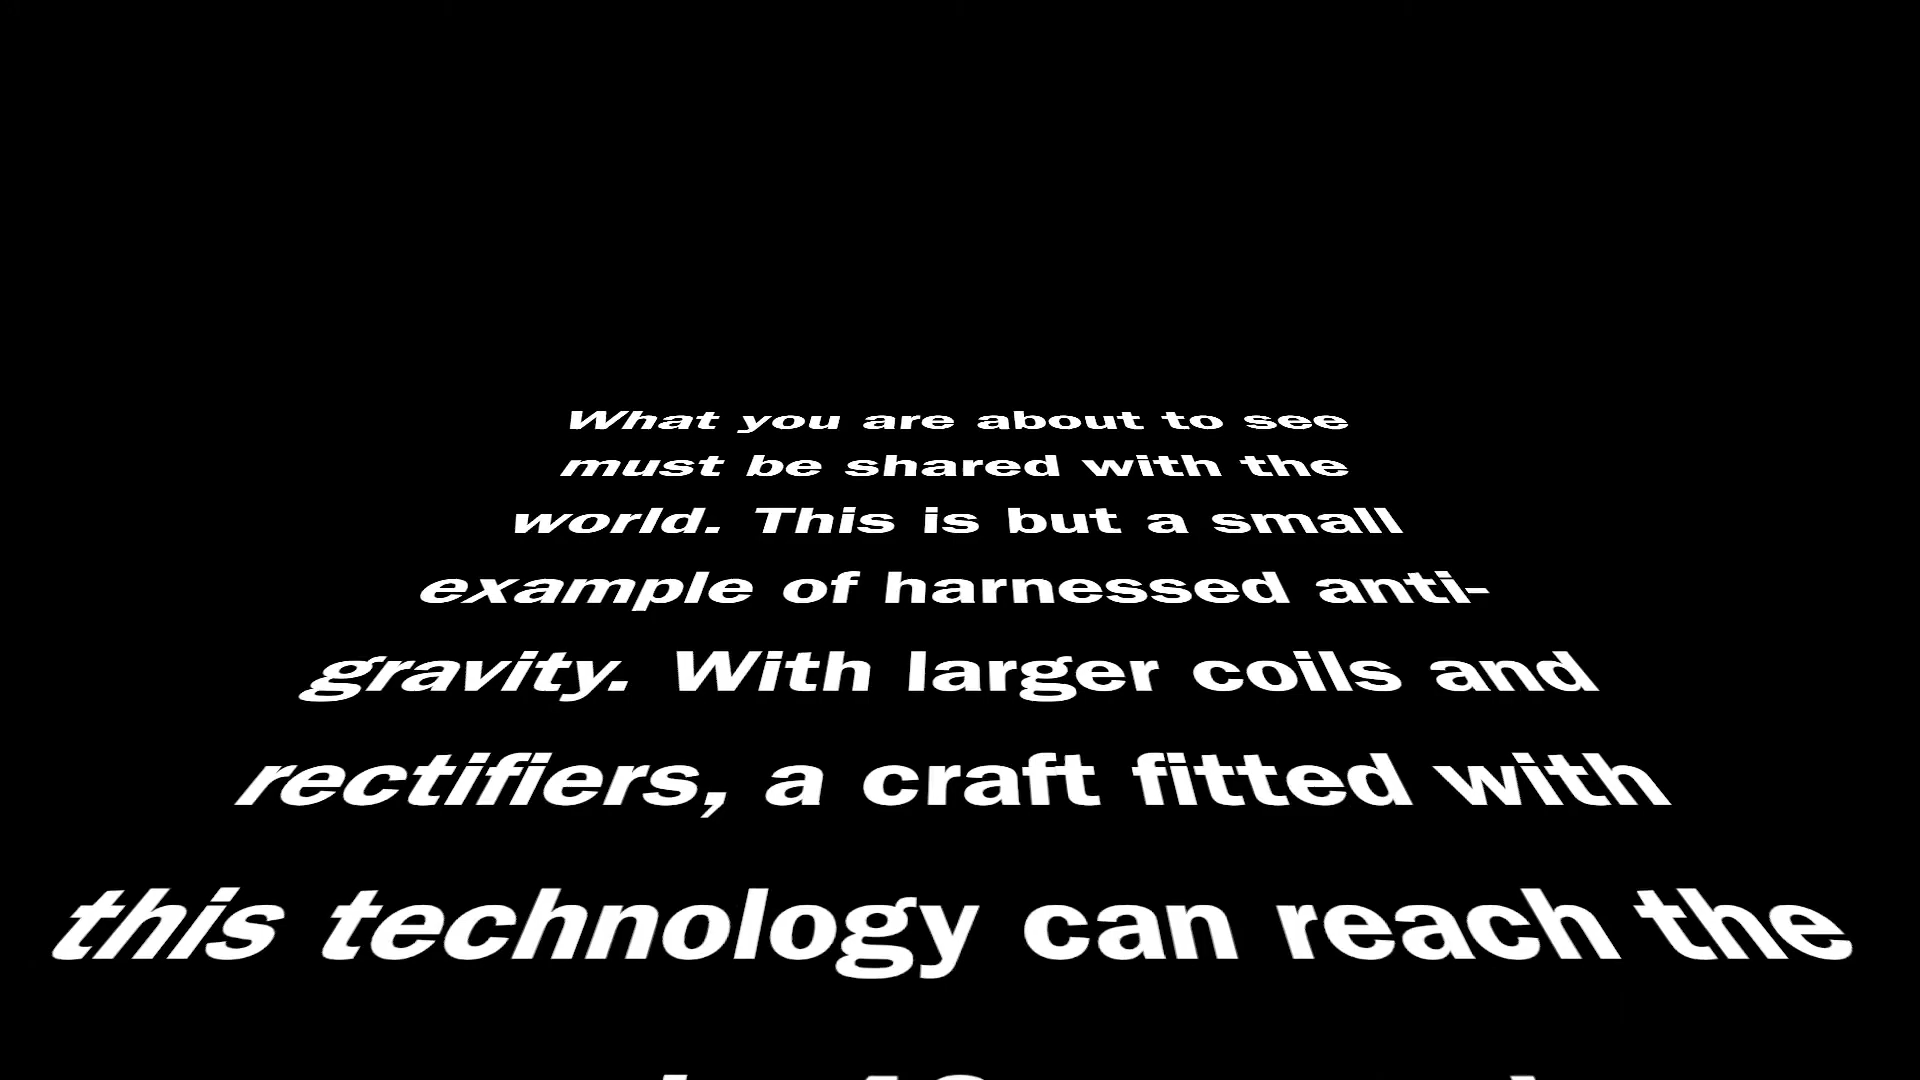 What you are about to see
must be shared with the
world. This is but a small
example of harnessed anti-
gravity. With larger coils and
rectifiers, a craft fitted with
this technology can reach the